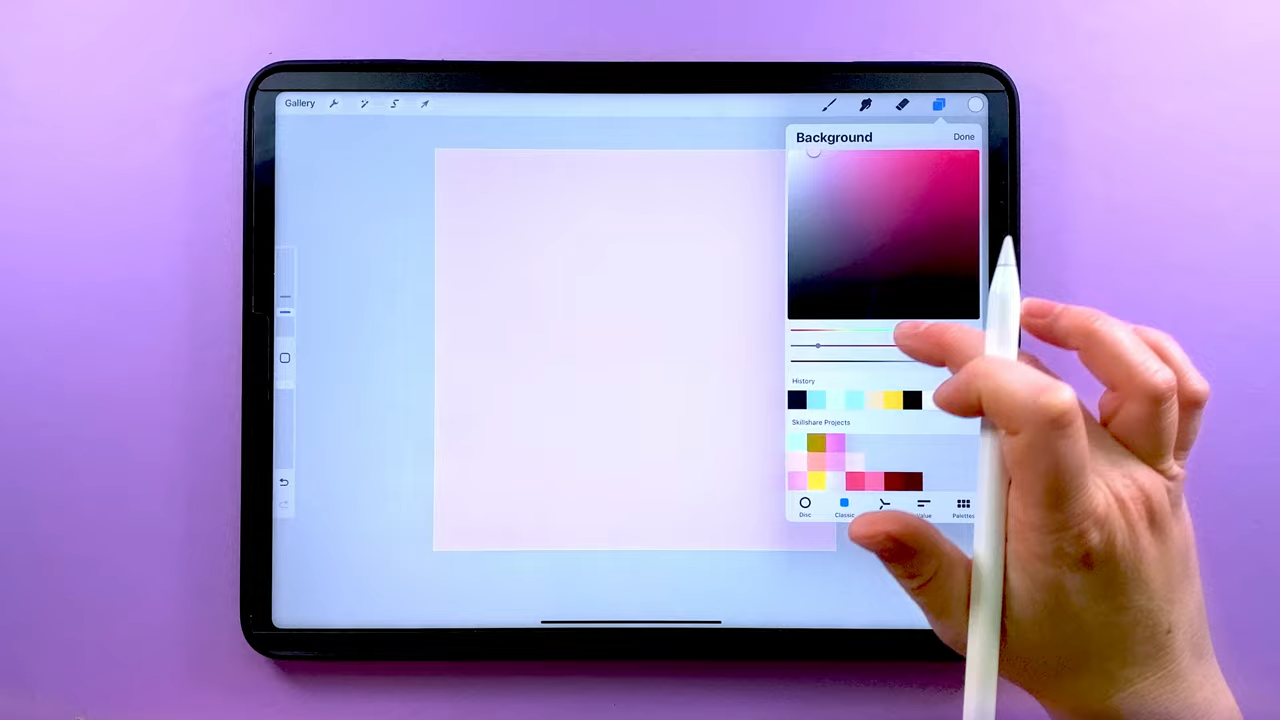 Gallery
Background
Done
History
Skillshare Projects
Disc
Classic
Value
Palettes